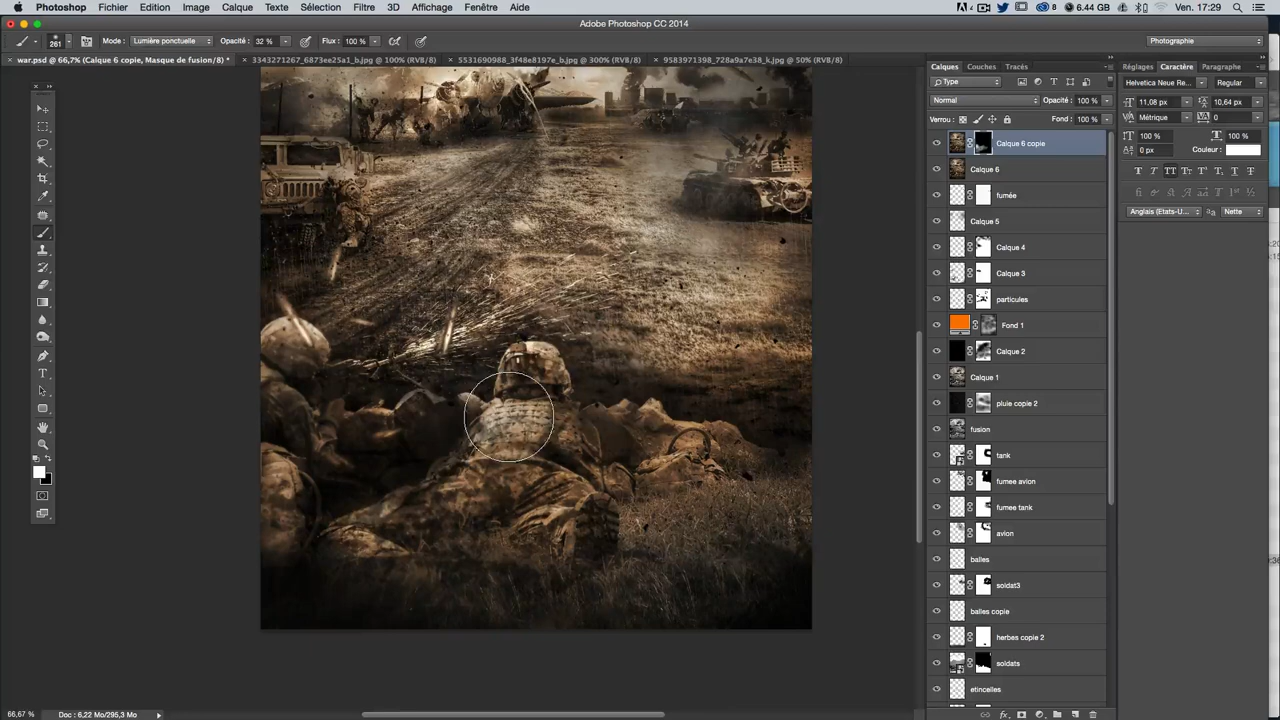 Photoshop Fichier Edition Image Calque Texte Sélection Filtre 3D Affichage Fenêtre Aide 4 8 6.44 GB Ven. 17:29
Adobe Photoshop CC 2014
261 Mode : Lumière ponctuelle Opacité : 32 % Flux : 100 % Photographie
war.psd @ 66,7% (Calque 6 copie, Masque de fusion/8) * 3343271267_6873ee25a1_b.jpg @ 100% (RVB/8) 5531690988_3f48e8197e_b.jpg @ 300% (RVB/8) 9583971398_728a9a7e38_k.jpg @ 50% (RVB/8)
Calques Couches Tracés Styles de c Caractère Paragraphe
Type Helvetica Neue Re... Regular
Normal Opacité : 100 % 11,08 px 10,64 px
Verrou : Fond : 100 % Métrique 0
100 % 100 %
0 px Couleur :
Anglais (Etats-U... Nette
Calque 6 copie
Calque 6
fumée
Calque 5
Calque 4
Calque 3
particules
Fond 1
Calque 2
Calque 1
pluie copie 2
fusion
tank
fumee avion
fumee tank
avion
balles
soldat3
balles copie
herbes copie 2
soldats
etincelles
66,67 % Doc : 6,22 Mo/295,3 Mo